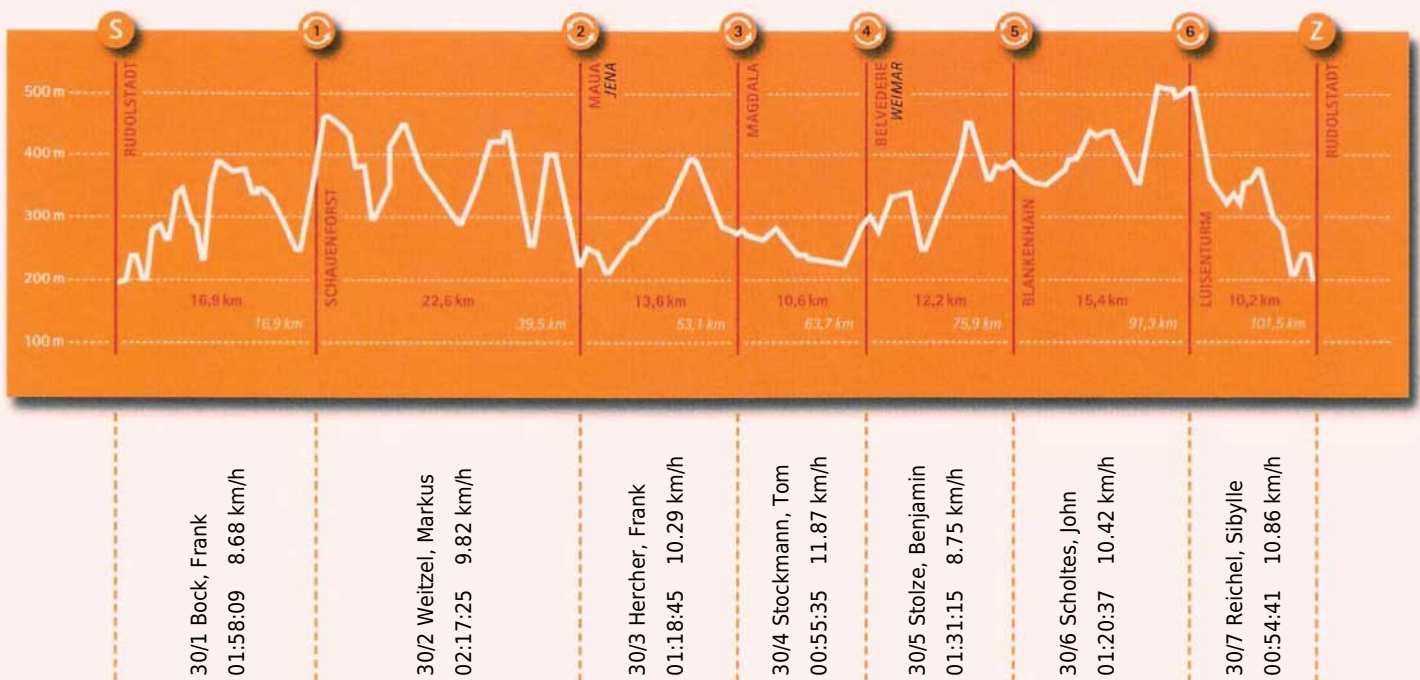 S
1
2
3
4
5
6
Z
500 m
400 m
300 m
200 m
100 m
RUDOLSTADT
SCHAUENFORST
MAUA
JENA
MAGDALA
BELVEDERE
WEIMAR
BLANKENHAIN
LUISENTURM
RUDOLSTADT
16,9 km
22,6 km
13,6 km
10,6 km
12,2 km
15,4 km
10,2 km
16,9 km
39,5 km
53,1 km
63,7 km
75,9 km
91,3 km
101,5 km
30/1 Bock, Frank
01:58:09 8.68 km/h
30/2 Weitzel, Markus
02:17:25 9.82 km/h
30/3 Hercher, Frank
01:18:45 10.29 km/h
30/4 Stockmann, Tom
00:55:35 11.87 km/h
30/5 Stolze, Benjamin
01:31:15 8.75 km/h
30/6 Scholtes, John
01:20:37 10.42 km/h
30/7 Reichel, Sibylle
00:54:41 10.86 km/h